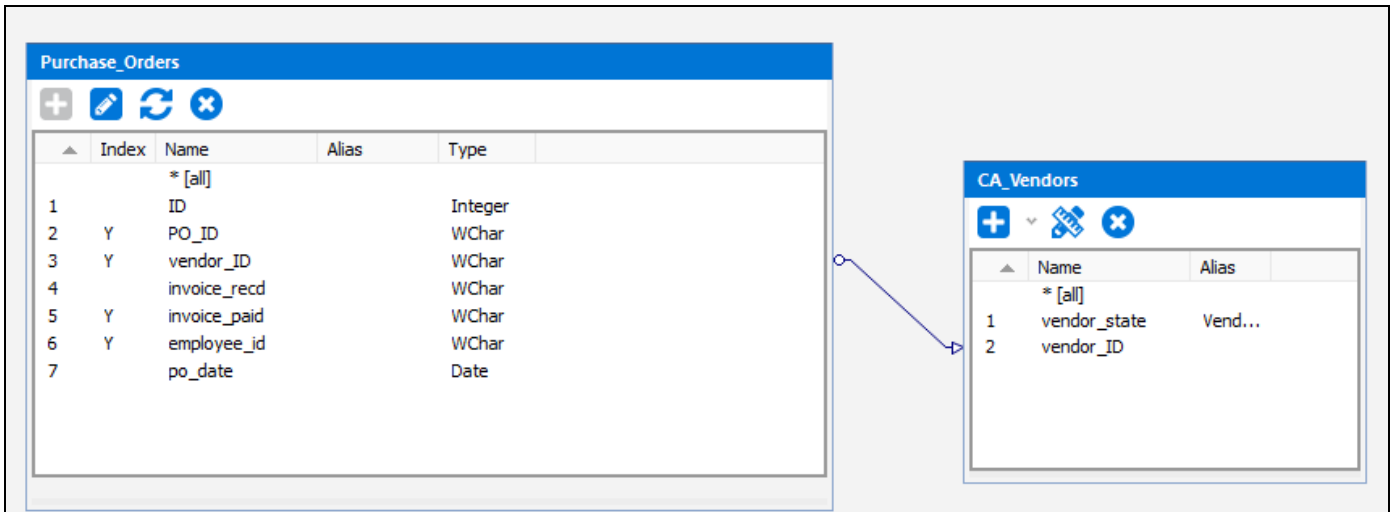 Purchase_Orders
Index Name Alias Type
* [all]
1 ID Integer
2 Y PO_ID WChar
3 Y vendor_ID WChar
4 invoice_recd WChar
5 Y invoice_paid WChar
6 Y employee_id WChar
7 po_date Date
CA_Vendors
Name Alias
* [all]
1 vendor_state Vend...
2 vendor_ID